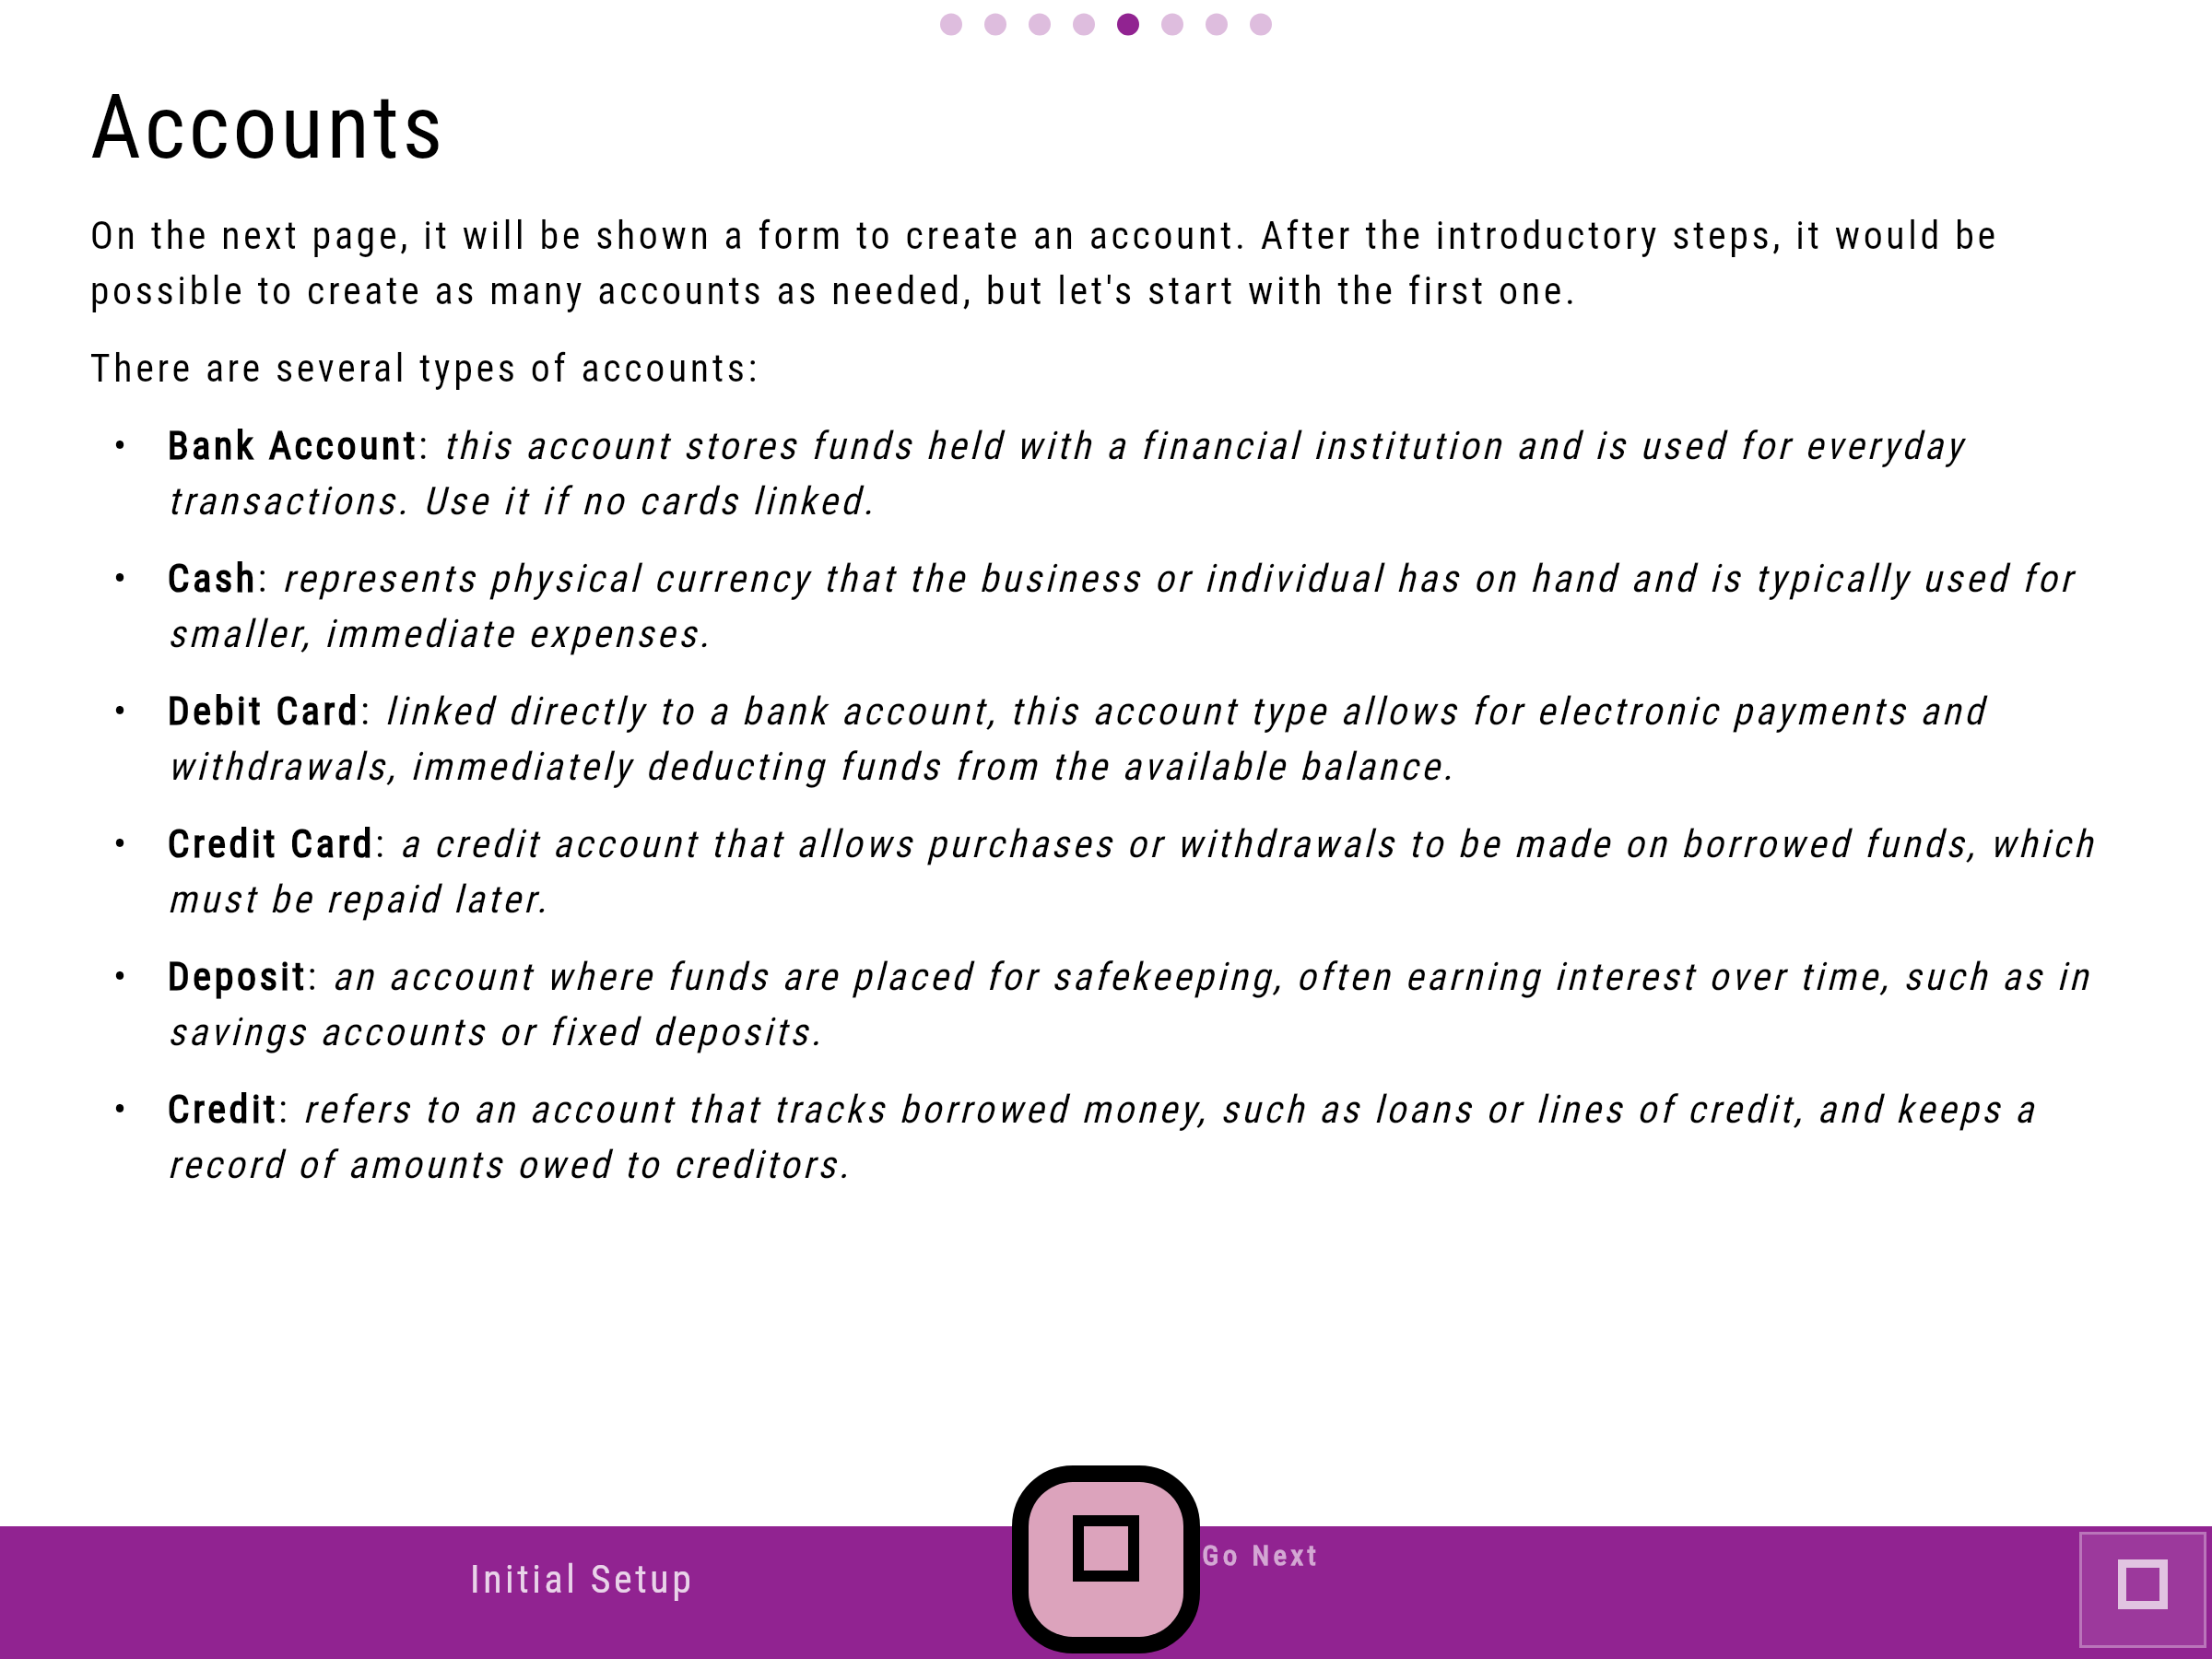 Accounts
On the next page, it will be shown a form to create an account. After the introductory steps, it would be
possible to create as many accounts as needed, but let's start with the first one.
There are several types of accounts:
• Bank Account: this account stores funds held with a financial institution and is used for everyday
transactions. Use it if no cards linked.
• Cash: represents physical currency that the business or individual has on hand and is typically used for
smaller, immediate expenses.
• Debit Card: linked directly to a bank account, this account type allows for electronic payments and
withdrawals, immediately deducting funds from the available balance.
• Credit Card: a credit account that allows purchases or withdrawals to be made on borrowed funds, which
must be repaid later.
• Deposit: an account where funds are placed for safekeeping, often earning interest over time, such as in
savings accounts or fixed deposits.
• Credit: refers to an account that tracks borrowed money, such as loans or lines of credit, and keeps a
record of amounts owed to creditors.
Initial Setup
Go Next